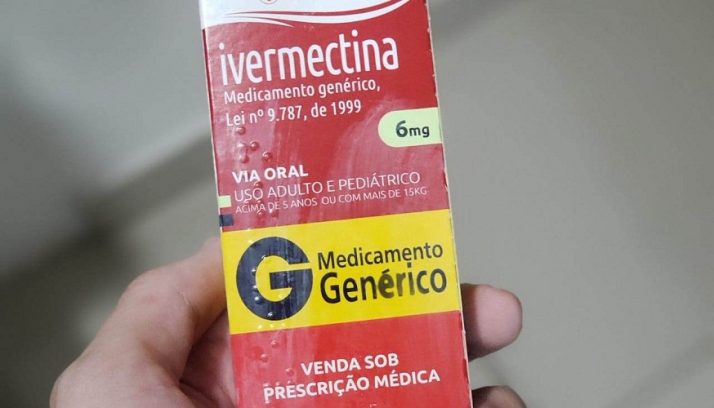 ivermectina
Medicamento genérico,
Lei nº 9.787, de 1999
6mg
VIA ORAL
USO ADULTO E PEDIÁTRICO
ACIMA DE 5 ANOS OU COM MAIS DE 15KG
G Medicamento
Genérico
VENDA SOB
PRESCRIÇÃO MÉDICA